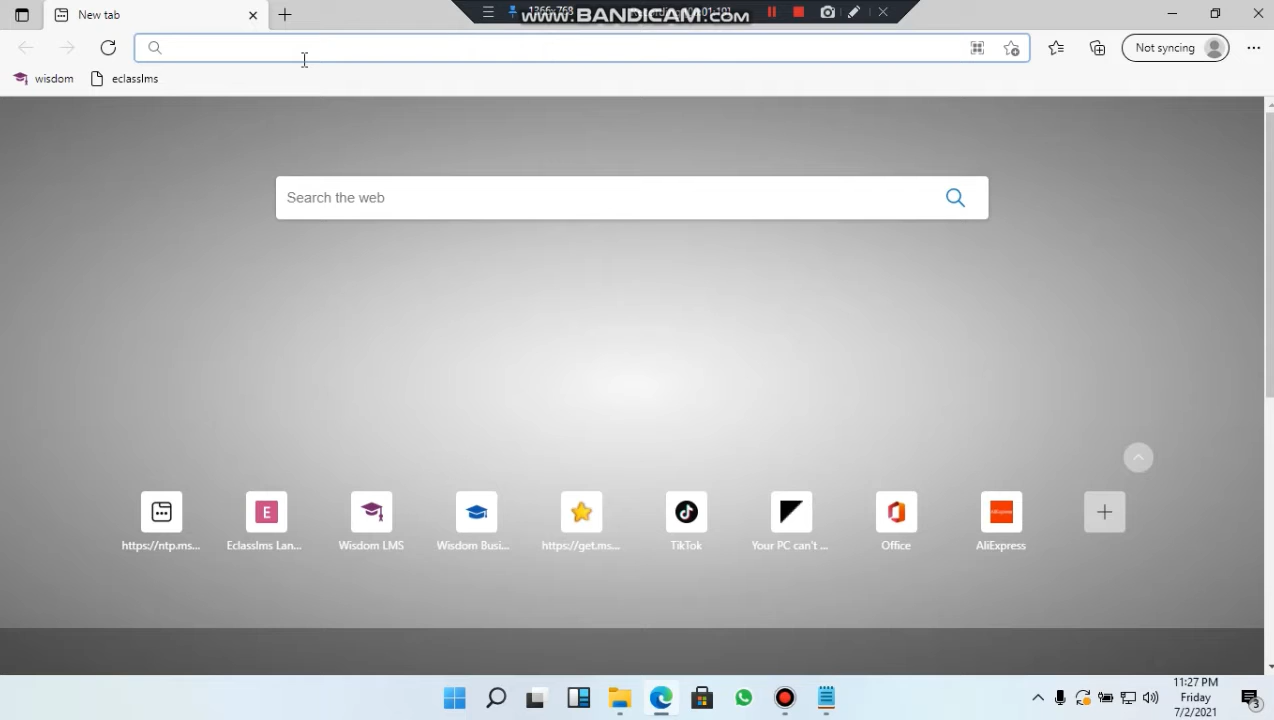 New tab
www.BANDICAM.com
Not syncing
wisdom
eclasslms
Search the web
https://ntp.ms...
Eclasslms Lan...
Wisdom LMS
Wisdom Busi...
https://get.ms...
TikTok
Your PC can't ...
Office
AliExpress
11:27 PM
Friday
7/2/2021
3